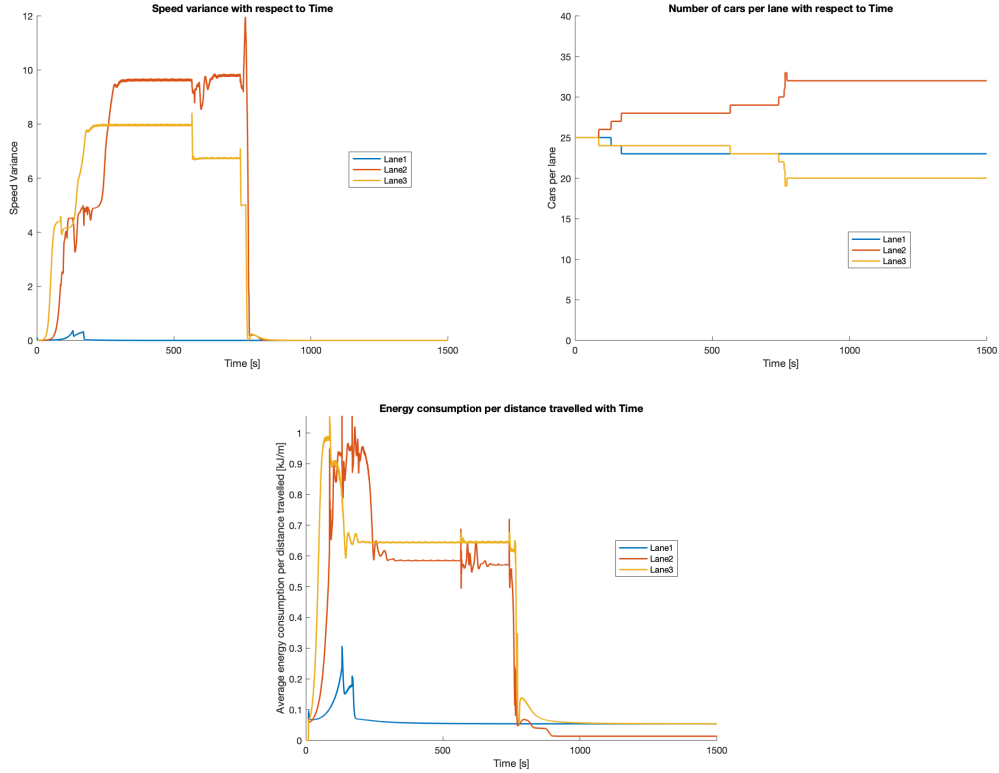 Speed variance with respect to Time
12
10
8
6
4
2
0
Speed Variance
0
500
1000
1500
Time [s]
Lane1
Lane2
Lane3
Number of cars per lane with respect to Time
40
35
30
25
20
15
10
5
0
Cars per lane
0
500
1000
1500
Time [s]
Lane1
Lane2
Lane3
Energy consumption per distance travelled with Time
1
0.9
0.8
0.7
0.6
0.5
0.4
0.3
0.2
0.1
0
Average energy consumption per distance travelled [kJ/m]
0
500
1000
1500
Time [s]
Lane1
Lane2
Lane3